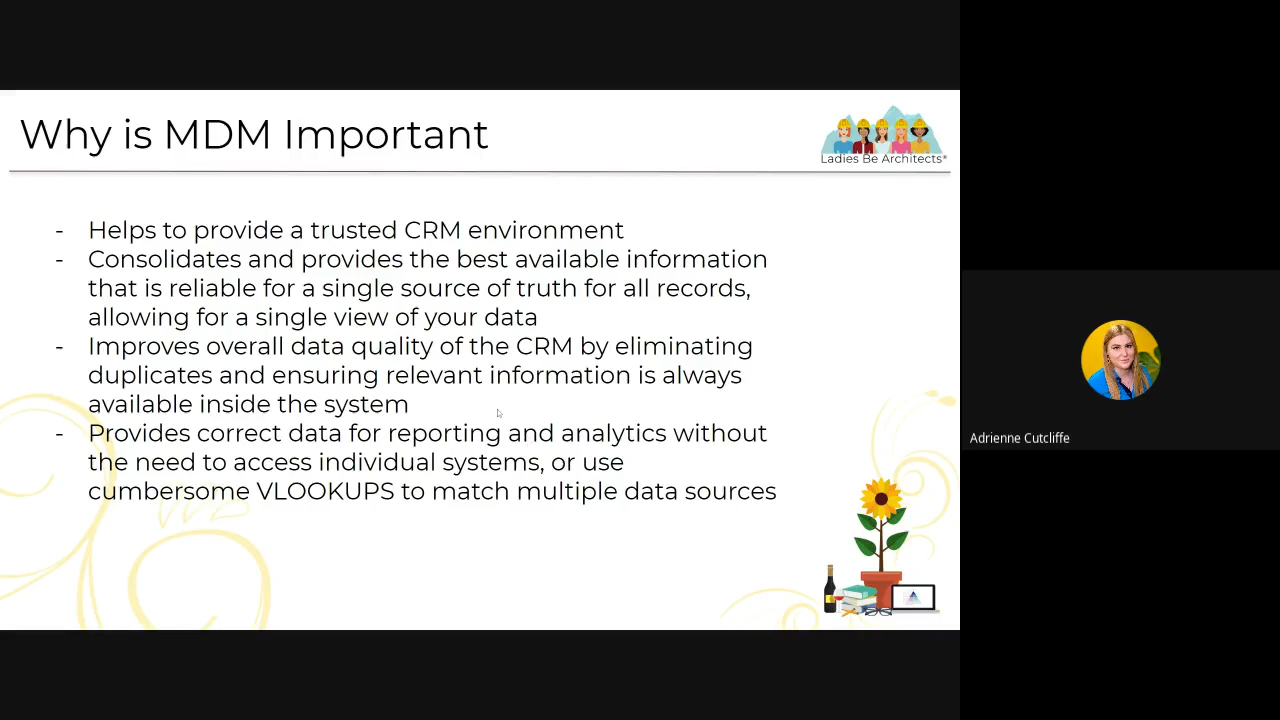 Why is MDM Important
Ladies Be Architects*
- Helps to provide a trusted CRM environment
- Consolidates and provides the best available information
that is reliable for a single source of truth for all records,
allowing for a single view of your data
- Improves overall data quality of the CRM by eliminating
duplicates and ensuring relevant information is always
available inside the system
- Provides correct data for reporting and analytics without
the need to access individual systems, or use
cumbersome VLOOKUPS to match multiple data sources
Adrienne Cutcliffe